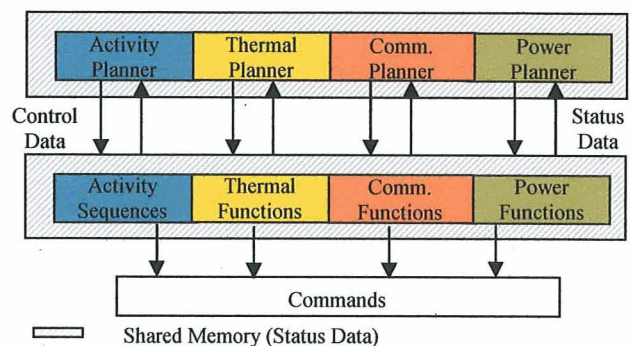 Activity Planner
Thermal Planner
Comm. Planner
Power Planner
Control Data
Status Data
Activity Sequences
Thermal Functions
Comm. Functions
Power Functions
Commands
Shared Memory (Status Data)